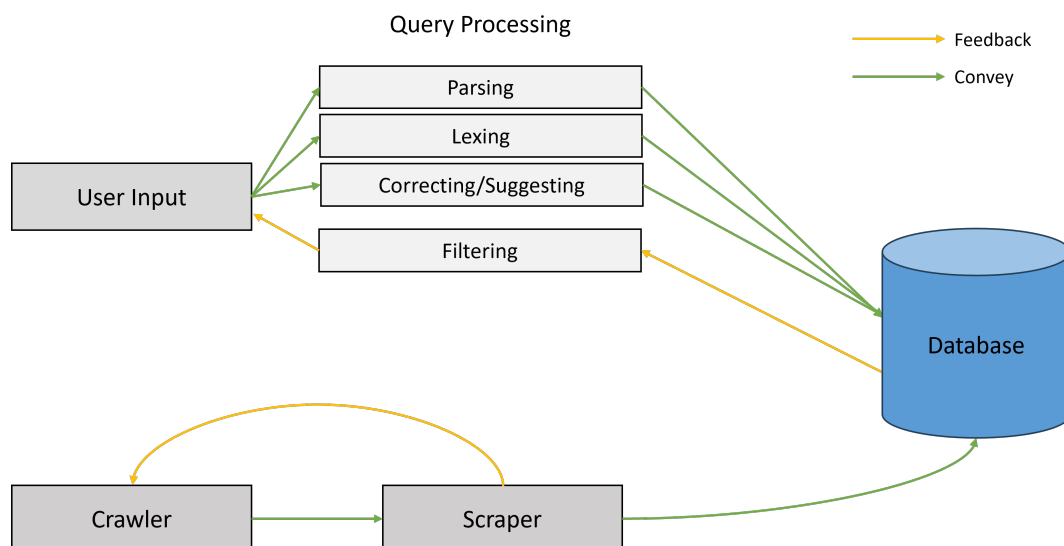 Query Processing
Feedback
Convey
Parsing
Lexing
Correcting/Suggesting
User Input
Filtering
Database
Crawler
Scraper